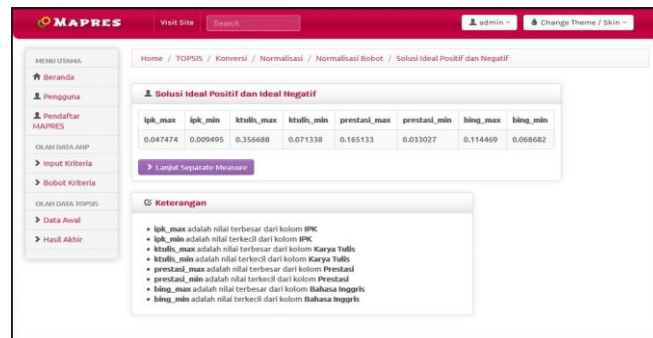 MAPRES
Visit Site
Search
admin
Change Theme / Skin
MENU UTAMA
Beranda
Pengguna
Pendaftar
MAPRES
OLAH DATA AHP
Input Kriteria
Bobot Kriteria
OLAH DATA TOPSIS
Data Awal
Hasil Akhir
Home / TOPSIS / Konversi / Normalisasi / Normalisasi Bobot / Solusi Ideal Positif dan Negatif
Solusi Ideal Positif dan Ideal Negatif
ipk_max ipk_min ktulis_max ktulis_min prestasi_max prestasi_min bing_max bing_min
0.047474 0.009495 0.356688 0.071338 0.165133 0.033027 0.114469 0.068682
Lanjut Separate Measure
Keterangan
• ipk_max adalah nilai terbesar dari kolom IPK
• ipk_min adalah nilai terkecil dari kolom IPK
• ktulis_max adalah nilai terbesar dari kolom Karya Tulis
• ktulis_min adalah nilai terkecil dari kolom Karya Tulis
• prestasi_max adalah nilai terbesar dari kolom Prestasi
• prestasi_min adalah nilai terkecil dari kolom Prestasi
• bing_max adalah nilai terbesar dari kolom Bahasa Inggris
• bing_min adalah nilai terkecil dari kolom Bahasa Inggris